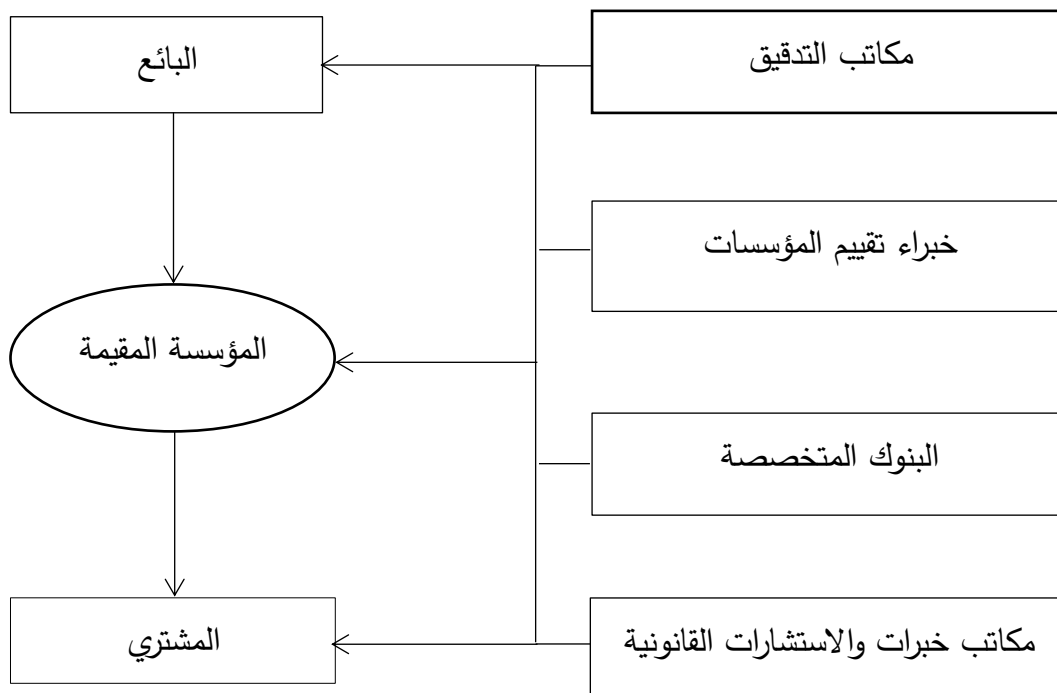 مكاتب التدقيق
البائع
خبراء تقييم المؤسسات
المؤسسة المقيمة
البنوك المتخصصة
مكاتب خبرات والاستشارات القانونية
المشتري